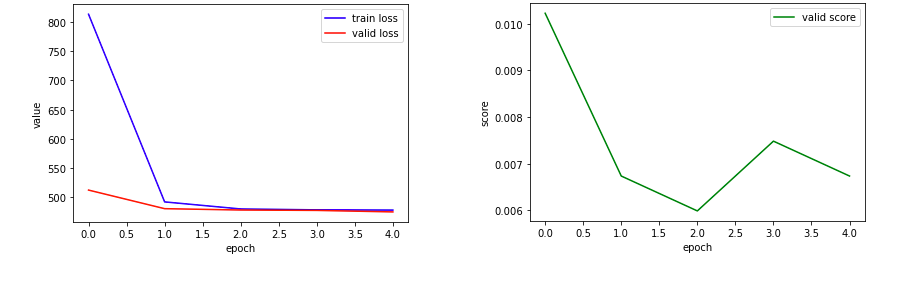 800
750
700
650
600
550
500
value
0.0 0.5 1.0 1.5 2.0 2.5 3.0 3.5 4.0
epoch
train loss
valid loss
0.010
0.009
0.008
0.007
0.006
score
0.0 0.5 1.0 1.5 2.0 2.5 3.0 3.5 4.0
epoch
valid score